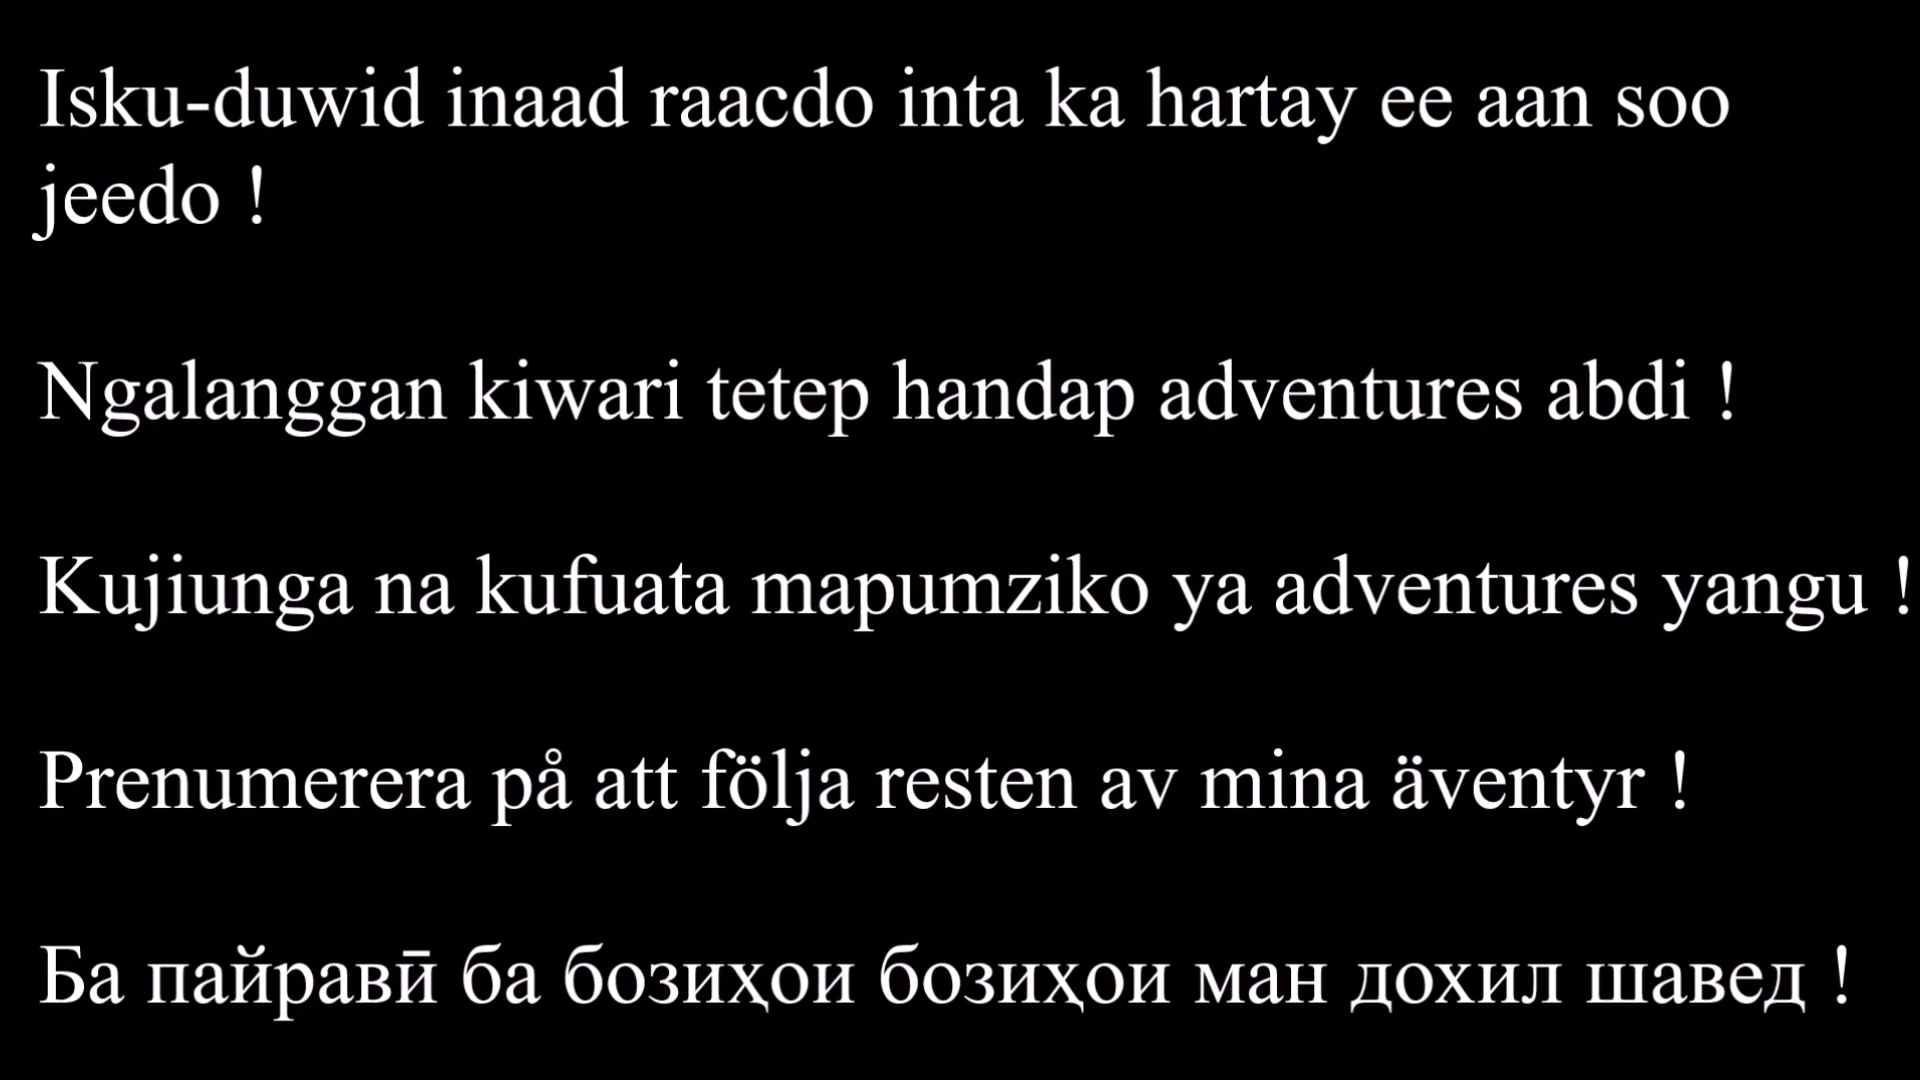 Isku-duwid inaad raacdo inta ka hartay ee aan soo
jeedo !
Ngalanggan kiwari tetep handap adventures abdi !
Kujiunga na kufuata mapumziko ya adventures yangu !
Prenumerera på att följa resten av mina äventyr !
Ба пайравӣ ба бозиҳои бозиҳои ман дохил шавед !